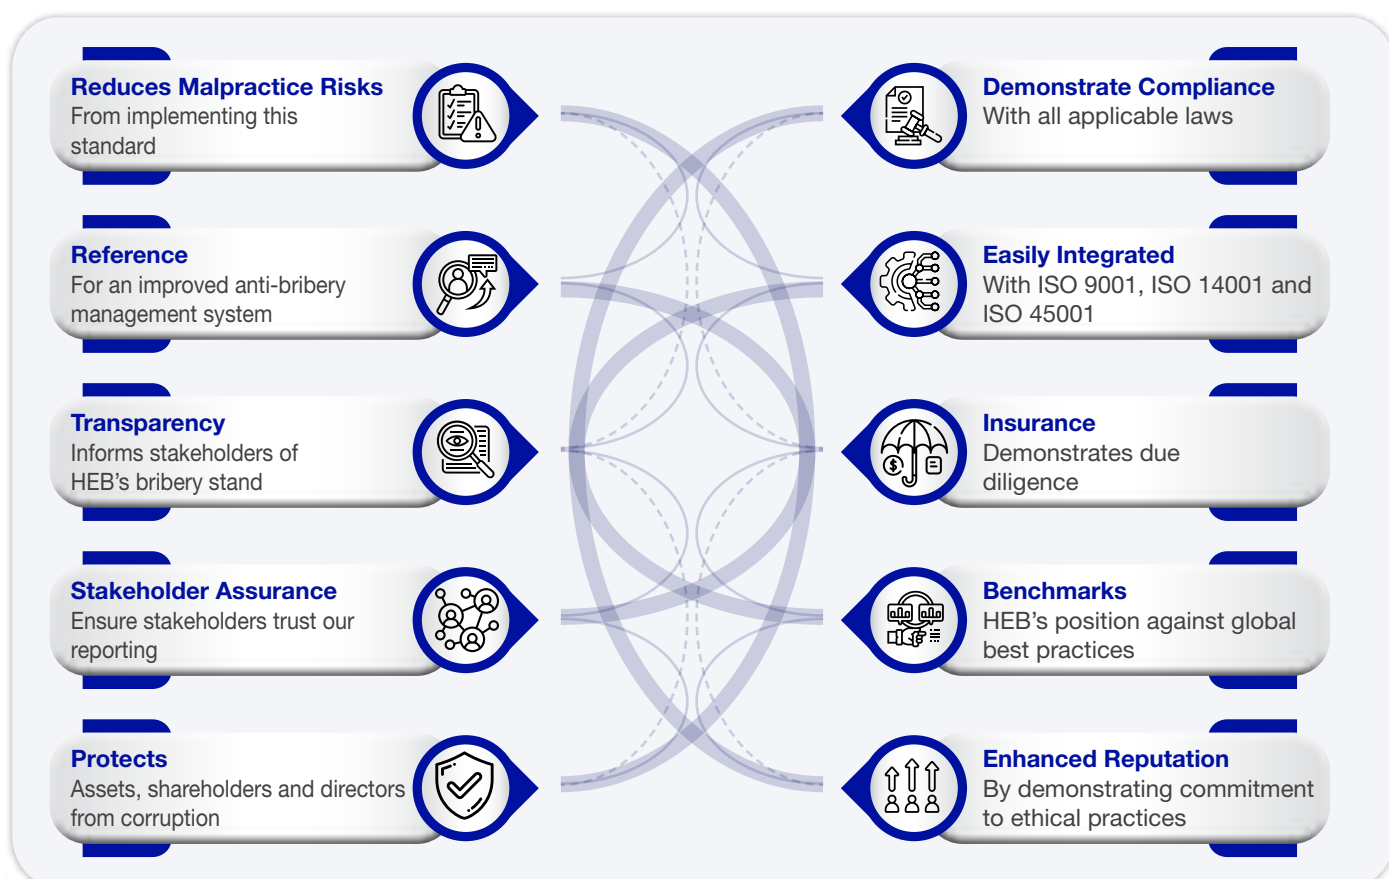 Reduces Malpractice Risks
From implementing this
standard
Reference
For an improved anti-bribery
management system
Transparency
Informs stakeholders of
HEB's bribery stand
Stakeholder Assurance
Ensure stakeholders trust our
reporting
Protects
Assets, shareholders and directors
from corruption
Demonstrate Compliance
With all applicable laws
Easily Integrated
With ISO 9001, ISO 14001 and
ISO 45001
Insurance
Demonstrates due
diligence
Benchmarks
HEB's position against global
best practices
Enhanced Reputation
By demonstrating commitment
to ethical practices